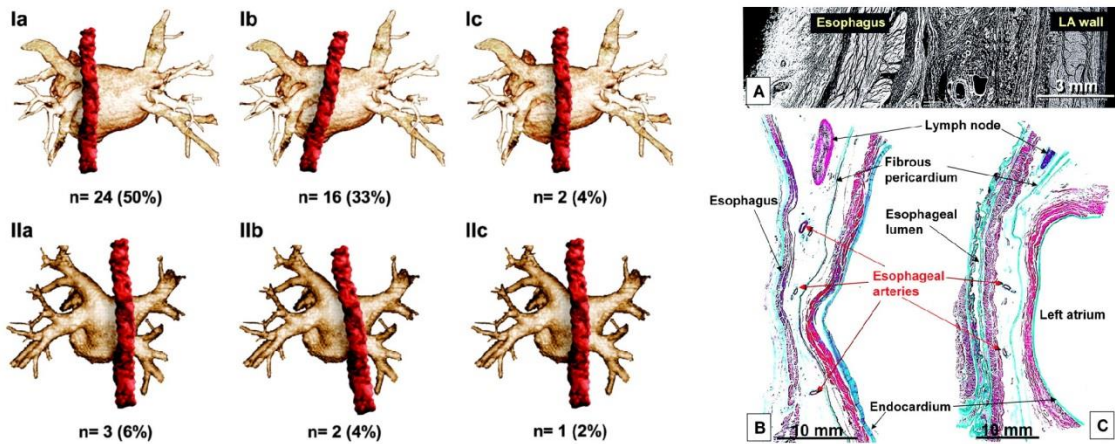 Ia
Ib
Ic
n= 24 (50%)
n= 16 (33%)
n= 2 (4%)
IIa
IIb
IIc
n= 3 (6%)
n= 2 (4%)
n= 1 (2%)
Esophagus
LA wall
A
3 mm
Lymph node
Fibrous
pericardium
Esophagus
Esophageal
lumen
Esophageal
arteries
Left atrium
Endocardium
B
10 mm
10 mm
C